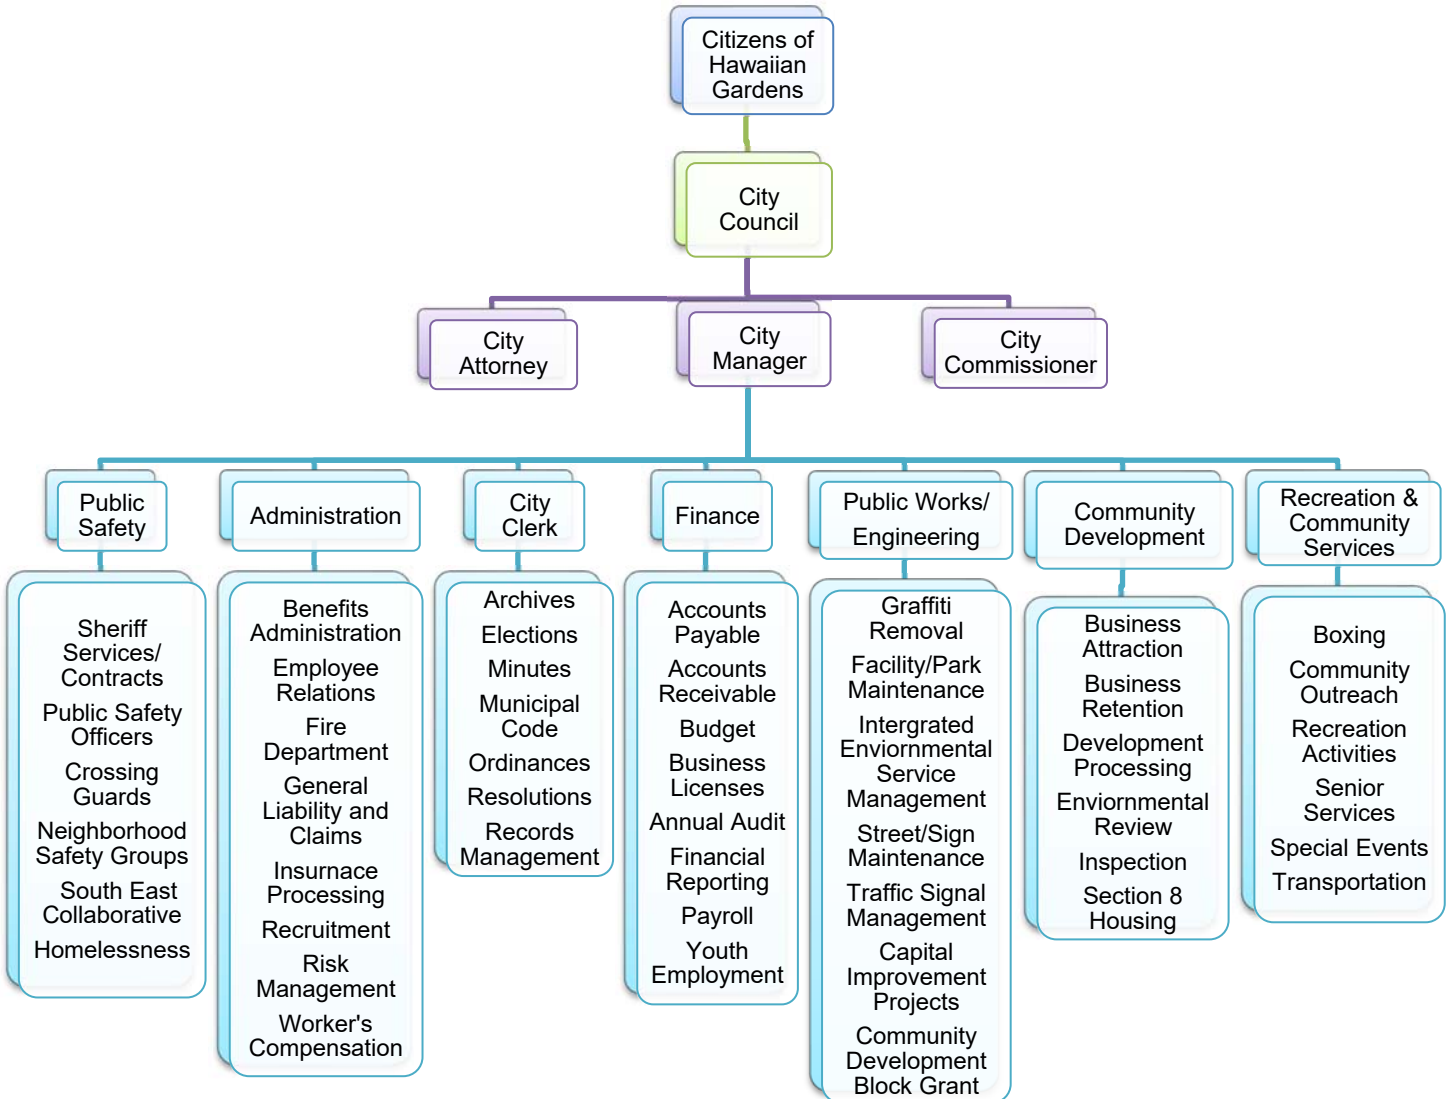 Citizens of
Hawaiian
Gardens
City
Council
City
Attorney
City
Manager
City
Commissioner
Public
Safety
Administration
City
Clerk
Finance
Public Works/
Engineering
Community
Development
Recreation &
Community
Services
Sheriff
Services/
Contracts
Public Safety
Officers
Crossing
Guards
Neighborhood
Safety Groups
South East
Collaborative
Homelessness
Benefits
Administration
Employee
Relations
Fire
Department
General
Liability and
Claims
Insurnace
Processing
Recruitment
Risk
Management
Worker's
Compensation
Archives
Elections
Minutes
Municipal
Code
Ordinances
Resolutions
Records
Management
Accounts
Payable
Accounts
Receivable
Budget
Business
Licenses
Annual Audit
Financial
Reporting
Payroll
Youth
Employment
Graffiti
Removal
Facility/Park
Maintenance
Intergrated
Enviornmental
Service
Management
Street/Sign
Maintenance
Traffic Signal
Management
Capital
Improvement
Projects
Community
Development
Block Grant
Business
Attraction
Business
Retention
Development
Processing
Enviornmental
Review
Inspection
Section 8
Housing
Boxing
Community
Outreach
Recreation
Activities
Senior
Services
Special Events
Transportation